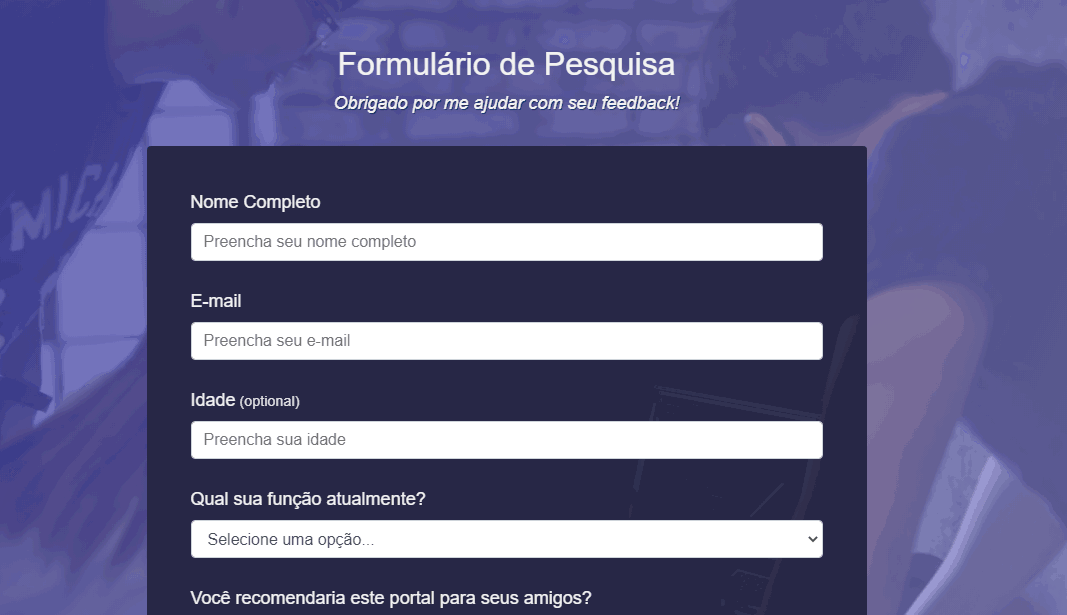 Formulário de Pesquisa
Obrigado por me ajudar com seu feedback!
Nome Completo
Preencha seu nome completo
E-mail
Preencha seu e-mail
Idade (optional)
Preencha sua idade
Qual sua função atualmente?
Selecione uma opção...
Você recomendaria este portal para seus amigos?